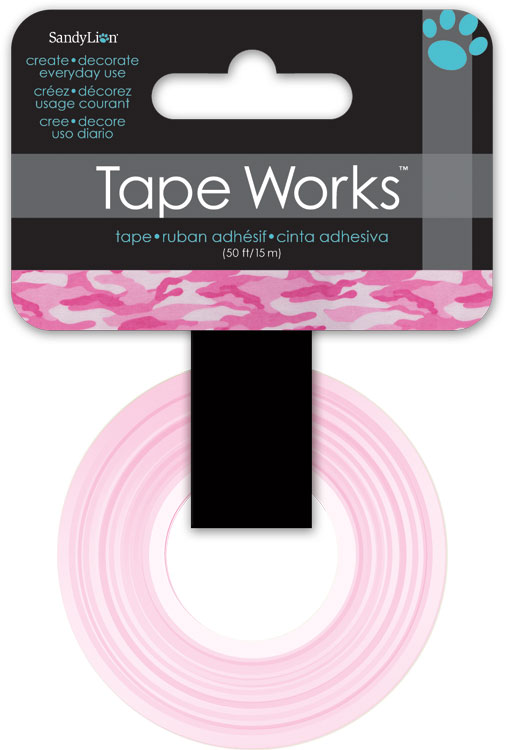 SandyLion®
create • decorate
everyday use
créez • décorez
usage courant
cree • decore
uso diario
Tape Works™
tape • ruban adhésif • cinta adhesiva
(50 ft/15 m)